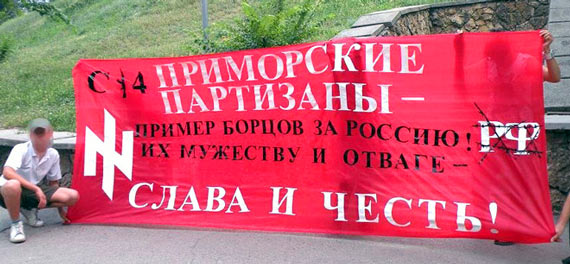 С14 ПРИМОРСКИЕ
ПАРТИЗАНЫ –
ПРИМЕР БОРЦОВ ЗА РОССИЮ! РФ
ИХ МУЖЕСТВУ И ОТВАГЕ –
СЛАВА И ЧЕСТЬ!